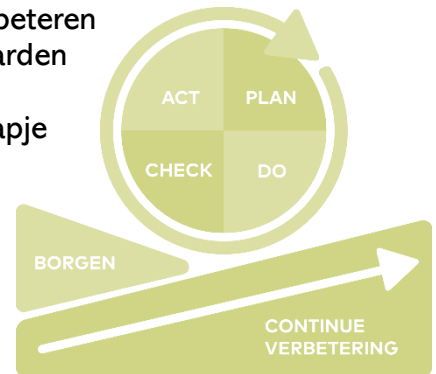 beteren
arden
apje
ACT PLAN
CHECK DO
BORGEN
CONTINUE
VERBETERING